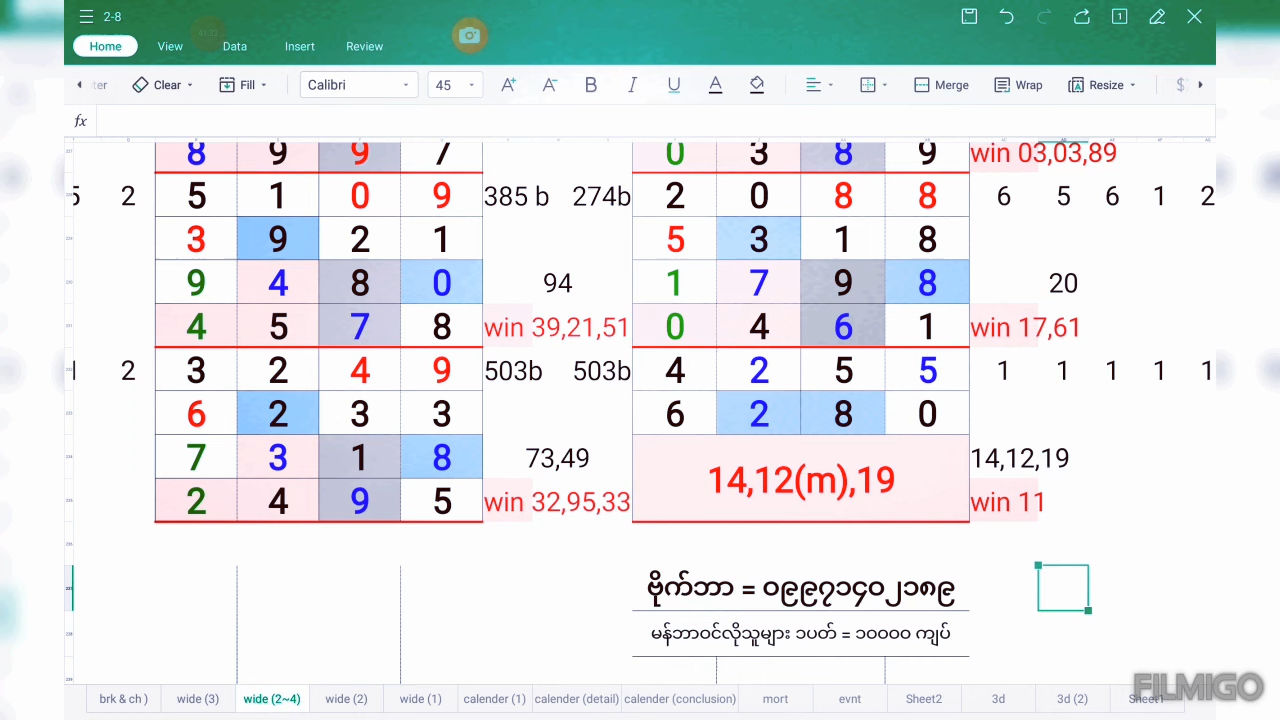 2-8
Home View Data Insert Review
Clear Fill Calibri 45 A+ A- B I U A Merge Wrap Resize $
fx
8 9 9 7 0 3 8 9 win 03,03,89
5 2 5 1 0 9 385 b 274b 2 0 8 8 6 5 6 1 2
3 9 2 1 5 3 1 8
9 4 8 0 94 1 7 9 8 20
4 5 7 8 win 39,21,51 0 4 6 1 win 17,61
2 3 2 4 9 503b 503b 4 2 5 5 1 1 1 1 1
6 2 3 3 6 2 8 0
7 3 1 8 73,49 14,12(m),19 14,12,19
2 4 9 5 win 32,95,33 win 11
ဗိုက်ဘာ = ၀၉၉၇၁၄၀၂၁၈၉
မန်ဘာဝင်လိုသူများ ၁ပတ် = ၁၀၀၀၀ ကျပ်
brk & ch ) wide (3) wide (2~4) wide (2) wide (1) calender (1) calender (detail) calender (conclusion) mort evnt Sheet2 3d 3d (2) Sheet1
FILMIGO